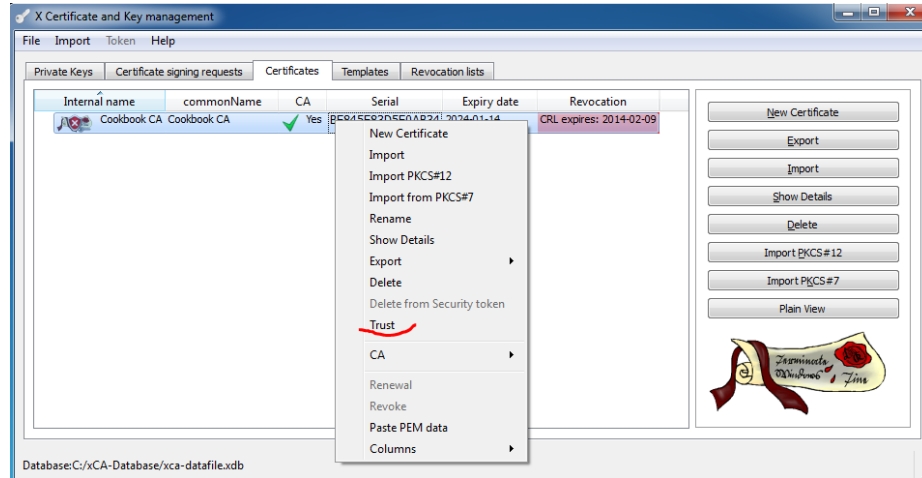 X Certificate and Key management
File Import Token Help
Private Keys Certificate signing requests Certificates Templates Revocation lists
Internal name commonName CA Serial Expiry date Revocation
Cookbook CA Cookbook CA Yes 2024-01-14 CRL expires: 2014-02-09
New Certificate
Import
Import PKCS#12
Import from PKCS#7
Rename
Show Details
Export
Delete
Delete from Security token
Trust
CA
Renewal
Revoke
Paste PEM data
Columns
New Certificate
Export
Import
Show Details
Delete
Import PKCS#12
Import PKCS#7
Plain View
Database:C:/xCA-Database/xca-datafile.xdb